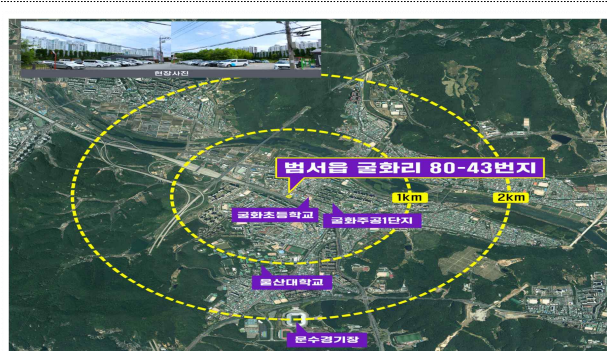 현장사진
범서읍 굴화리 80-43번지
1km
2km
굴화초등학교
굴화주공1단지
울산대학교
문수경기장